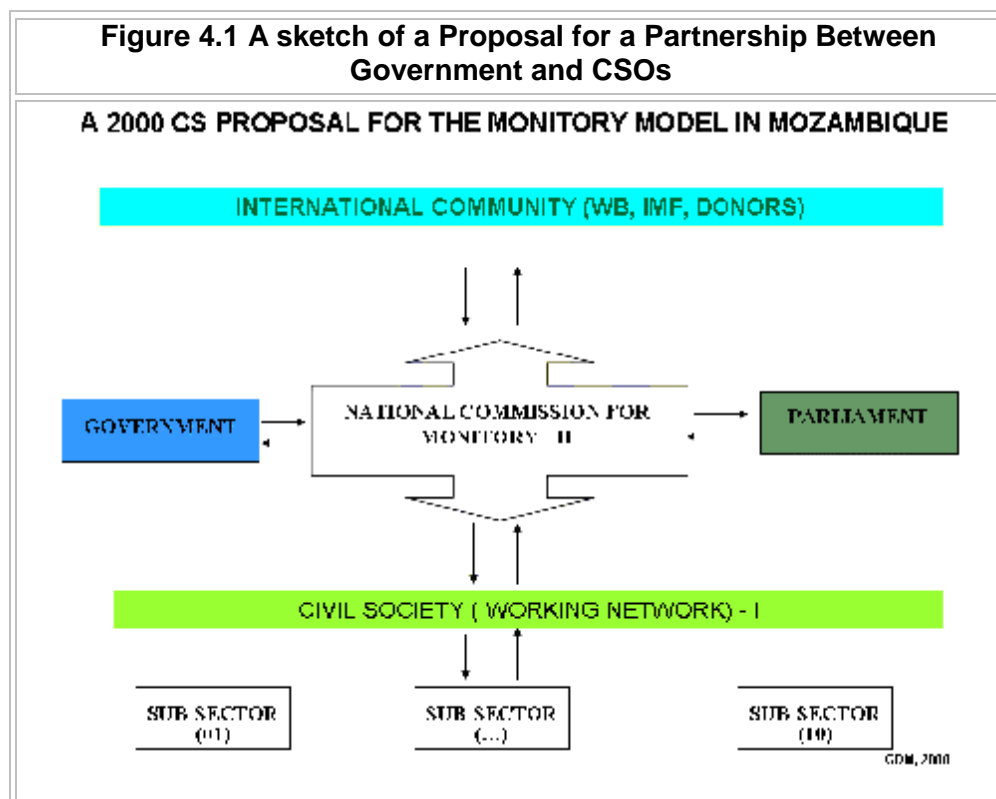 Figure 4.1 A sketch of a Proposal for a Partnership Between
Government and CSOs
A 2000 CS PROPOSAL FOR THE MONITORY MODEL IN MOZAMBIQUE
INTERNATIONAL COMMUNITY (WB, IMF, DONORS)
GOVERNMENT
NATIONAL COMMISSION FOR
MONITORY - II
PARLIAMENT
CIVIL SOCIETY ( WORKING NETWORK) - I
SUB SECTOR
(01)
SUB SECTOR
(...)
SUB SECTOR
(10)
GDM, 2000